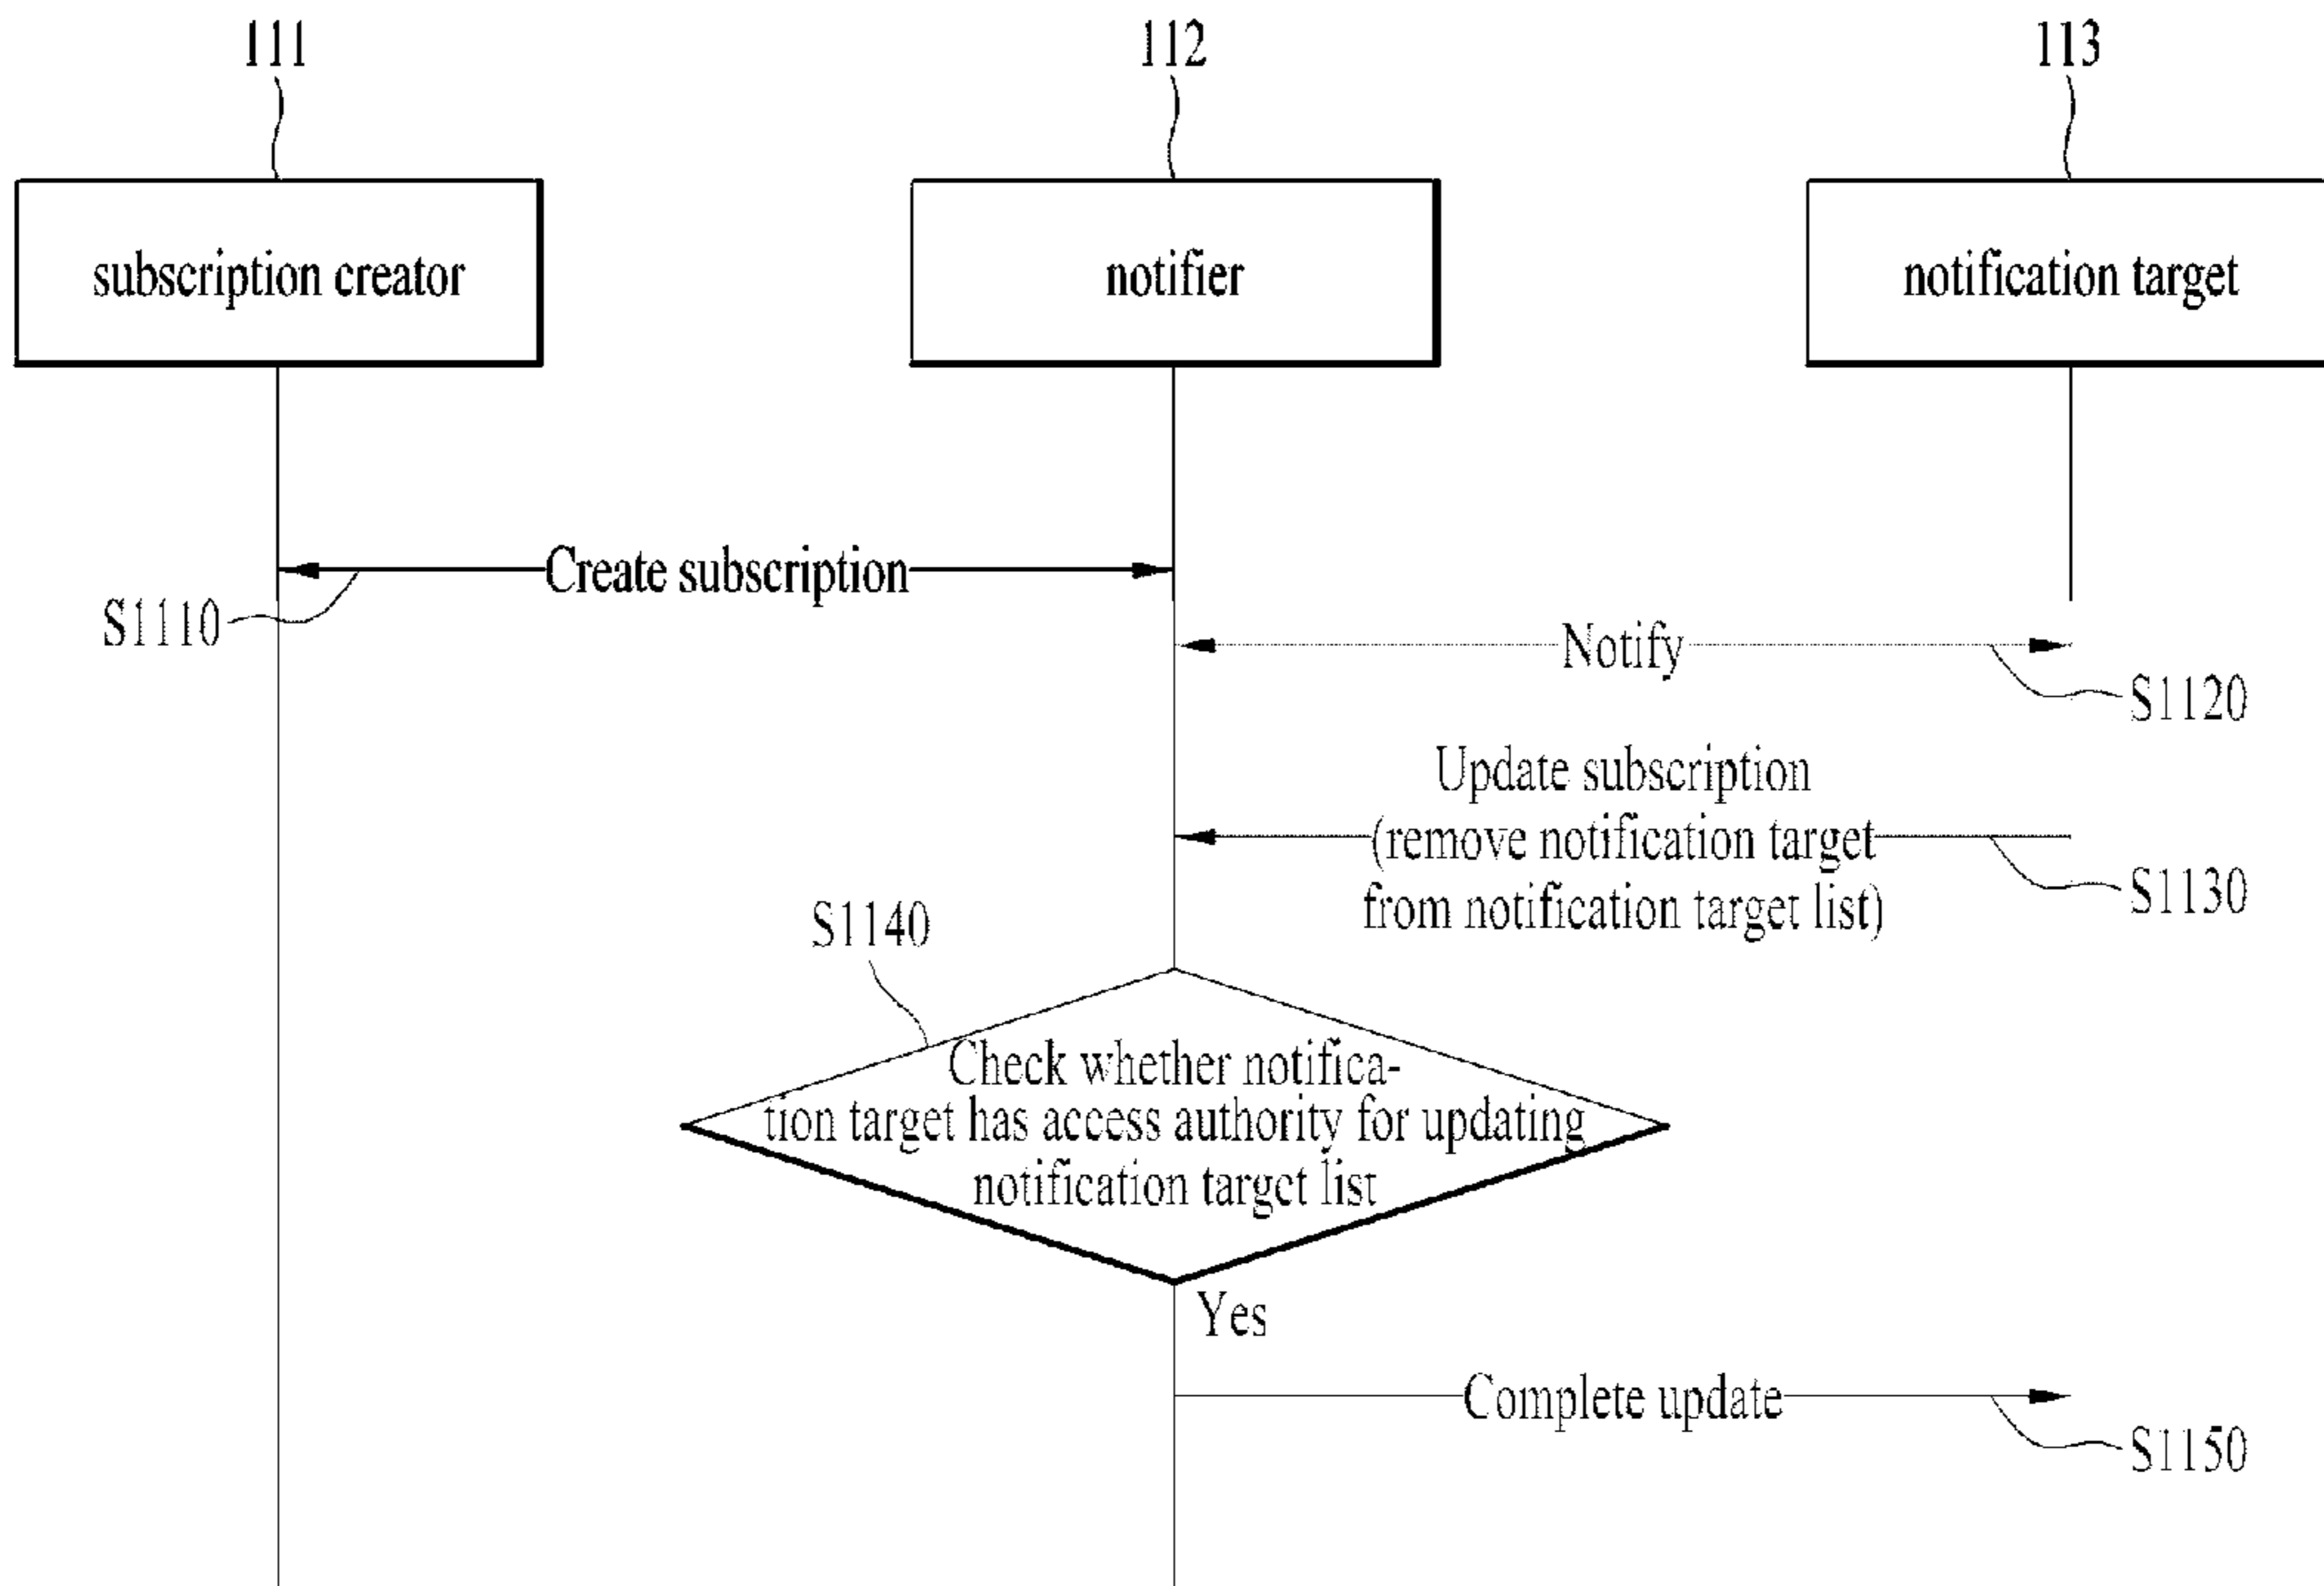 111
112
113
subscription creator
notifier
notification target
Create subscription
S1110
Notify
S1120
Update subscription
(remove notification target
from notification target list)
S1130
S1140
Check whether notifica-
tion target has access authority for updating
notification target list
Yes
Complete update
S1150